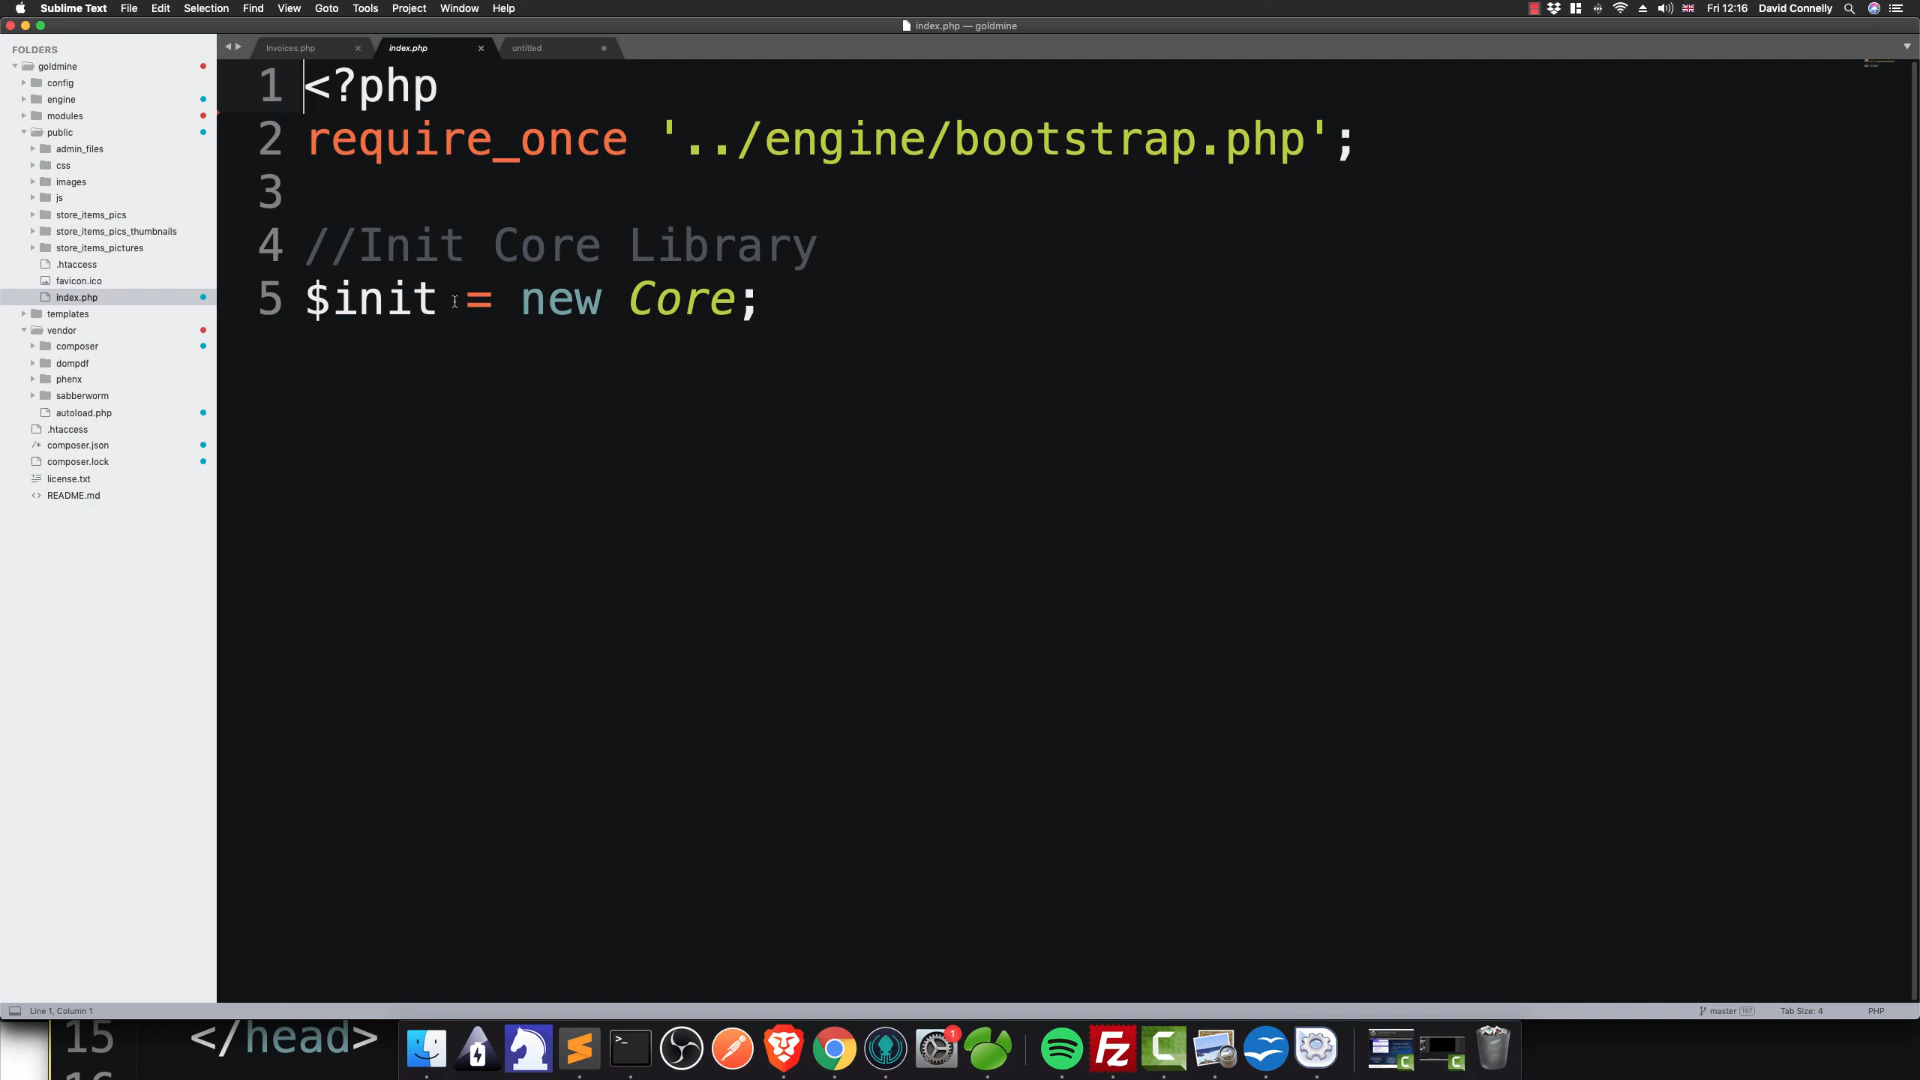 Sublime Text File Edit Selection Find View Goto Tools Project Window Help Fri 12:16 David Connelly
index.php — goldmine
FOLDERS
goldmine
config
engine
modules
public
admin_files
css
images
js
store_items_pics
store_items_pics_thumbnails
store_items_pictures
.htaccess
favicon.ico
index.php
templates
vendor
composer
dompdf
phenx
sabberworm
autoload.php
.htaccess
/* composer.json
composer.lock
license.txt
<> README.md
Invoices.php index.php untitled
1 <?php
2 require_once '../engine/bootstrap.php';
3
4 //Init Core Library
5 $init = new Core;
Line 1, Column 1 master 197 Tab Size: 4 PHP
15 </head>
>_ Fz C 1